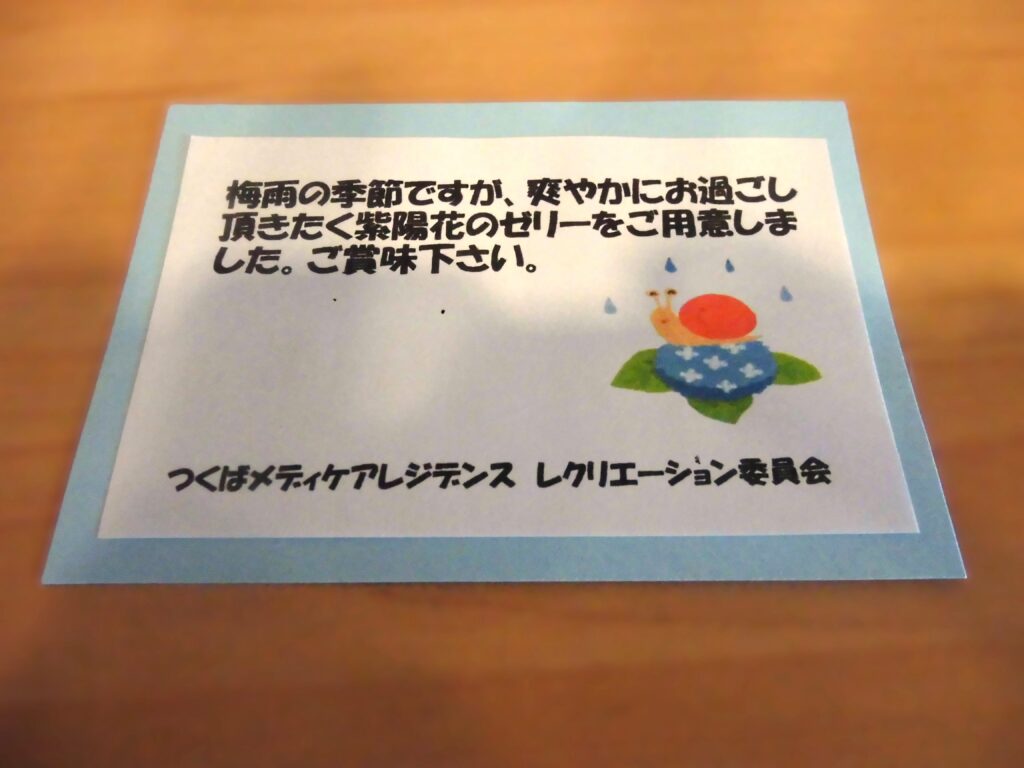 梅雨の季節ですが、爽やかにお過ごし
頂きたく紫陽花のゼリーをご用意しま
した。ご賞味下さい。
つくばメディケアレジデンス レクリエーション委員会